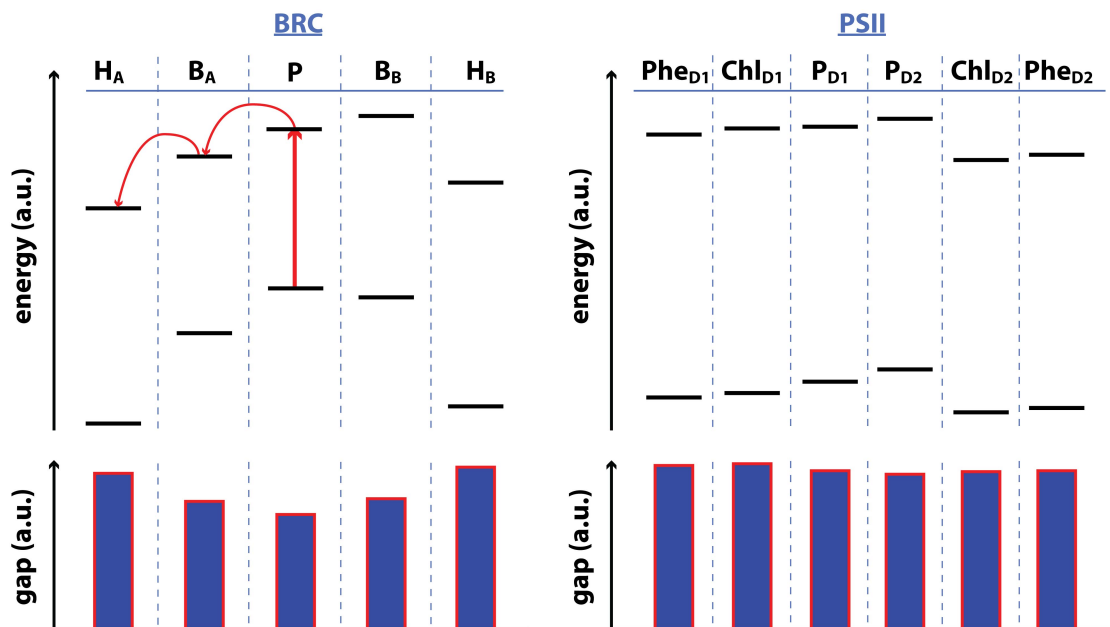 BRC
H_A B_A P B_B H_B
energy (a.u.)
gap (a.u.)
PSII
Phe_D1 Chl_D1 P_D1 P_D2 Chl_D2 Phe_D2
energy (a.u.)
gap (a.u.)